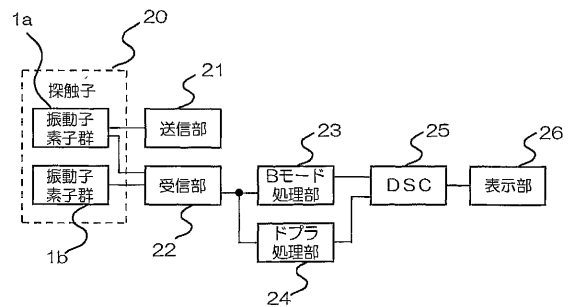 20
1a
探触子
振動子
素子群
21
送信部
振動子
素子群
1b
受信部
22
23
Bモード
処理部
ドプラ
処理部
24
25
DSC
26
表示部